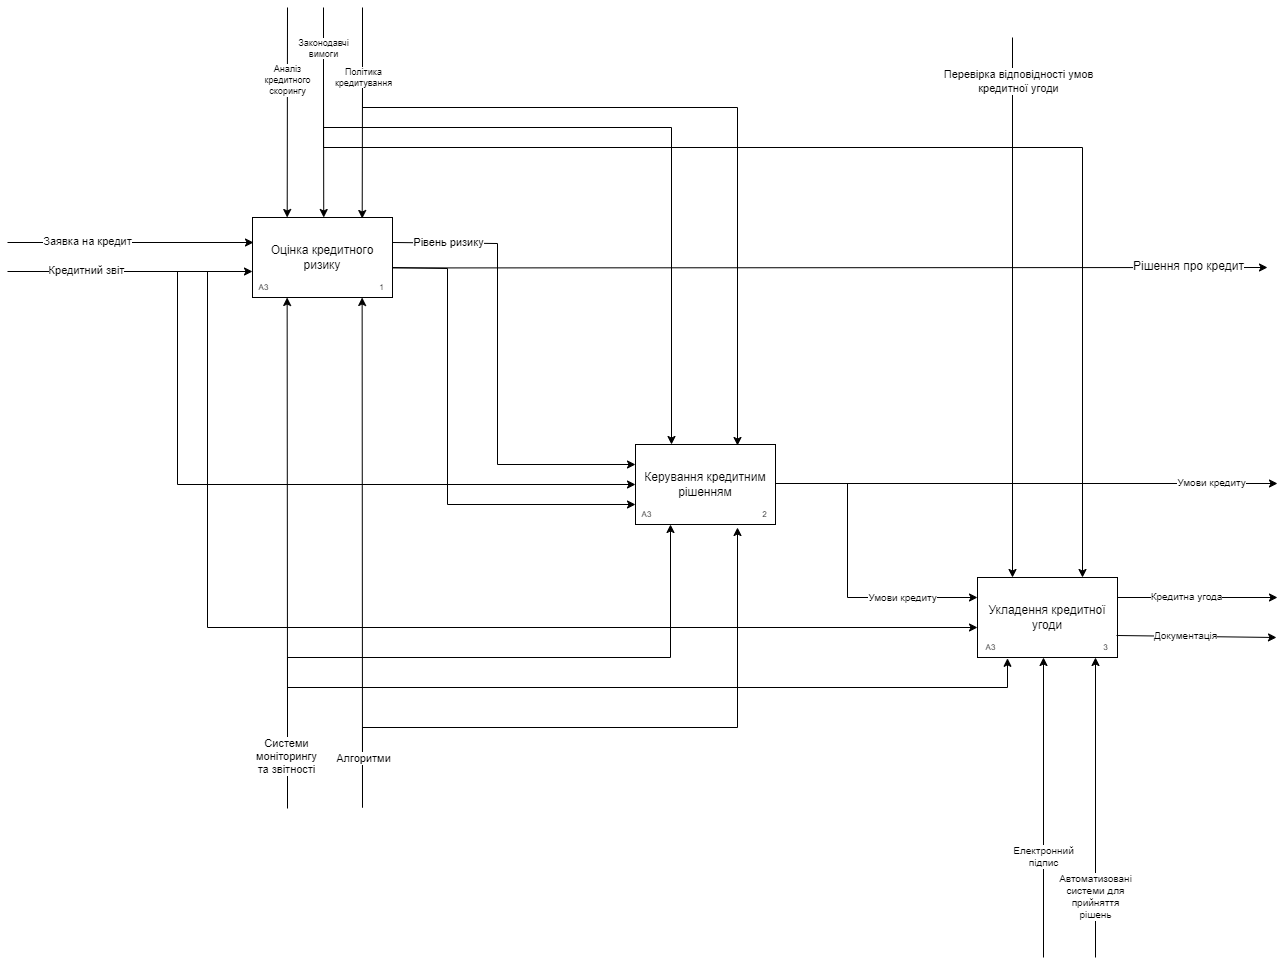 Законодавчі
вимоги
Аналіз
кредитного
скорингу
Політика
кредитування
Перевірка відповідності умов
кредитної угоди
Заявка на кредит
Кредитний звіт
Оцінка кредитного
ризику
A3
1
Рівень ризику
Рішення про кредит
Керування кредитним
рішенням
A3
2
Умови кредиту
Умови кредиту
Укладення кредитної
угоди
A3
3
Кредитна угода
Документація
Системи
моніторингу
та звітності
Алгоритми
Електронний
підпис
Автоматизовані
системи для
прийняття
рішень